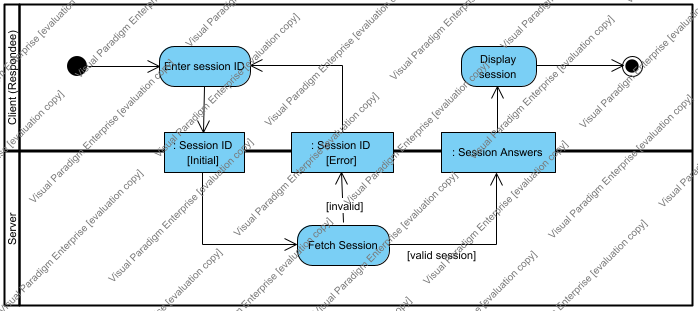 Client (Respondee)
Enter session ID
Display
session
: Session ID
[Initial]
: Session ID
[Error]
: Session Answers
Server
[invalid]
Fetch Session
[valid session]
Visual Paradigm Enterprise [evaluation copy]